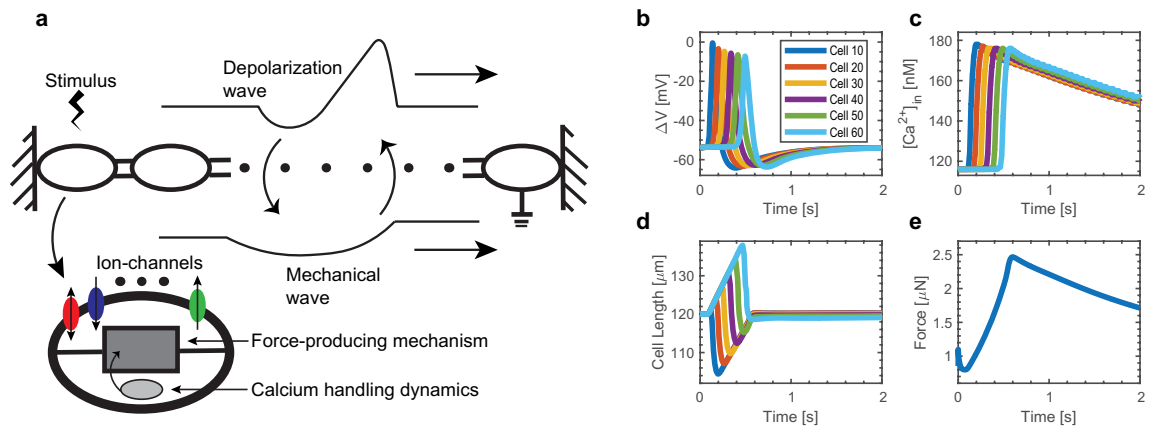 a
Stimulus
Depolarization
wave
Mechanical
wave
Ion-channels
Force-producing mechanism
Calcium handling dynamics
b
ΔV [mV]
0
-20
-40
-60
Cell 10
Cell 20
Cell 30
Cell 40
Cell 50
Cell 60
0 1 2
Time [s]
c
[Ca²⁺]ᵢₙ [nM]
180
160
140
120
0 1 2
Time [s]
d
Cell Length [μm]
130
120
110
0 1 2
Time [s]
e
Force [μN]
2.5
2
1.5
1
0 1 2
Time [s]